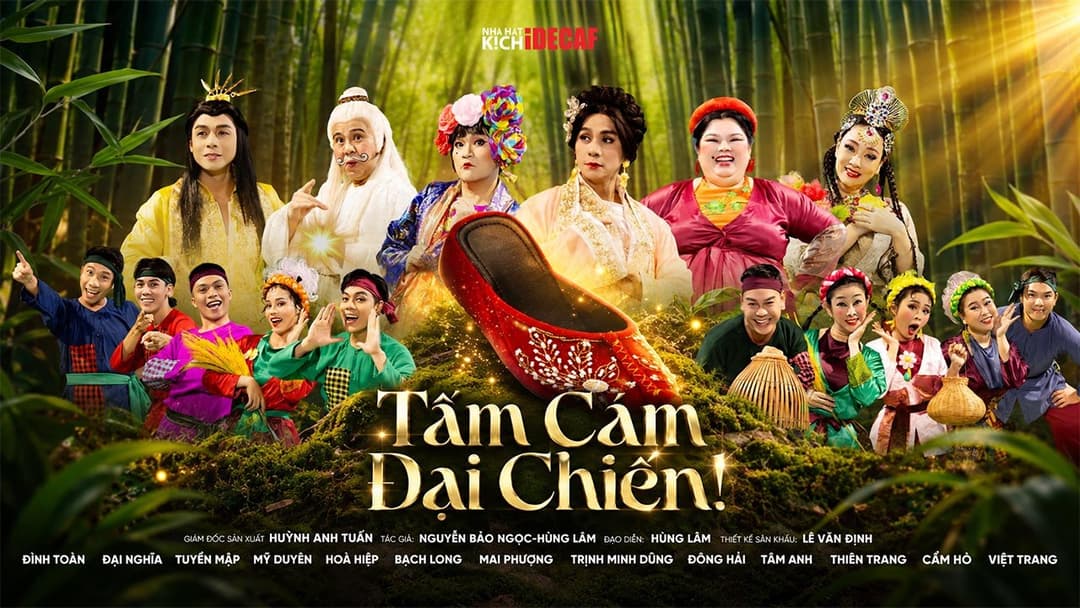 NHÀ HÁT
KỊCH IDECAF
TẤM CÁM
ĐẠI CHIẾN!
GIÁM ĐỐC SẢN XUẤT HUỲNH ANH TUẤN TÁC GIẢ: NGUYỄN BẢO NGỌC-HÙNG LÂM ĐẠO DIỄN: HÙNG LÂM THIẾT KẾ SÂN KHẤU: LÊ VĂN ĐỊNH
ĐÌNH TOÀN ĐẠI NGHĨA TUYỀN MẬP MỸ DUYÊN HOÀ HIỆP BẠCH LONG MAI PHƯỢNG TRỊNH MINH DŨNG ĐÔNG HẢI TÂM ANH THIÊN TRANG CẨM HÒ VIỆT TRANG